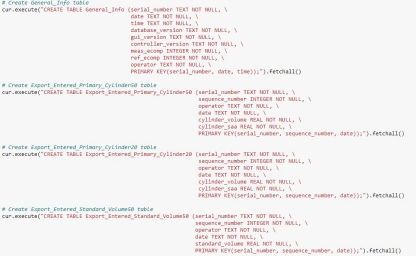 # Create General_Info table
cur.execute("CREATE TABLE General_Info (serial_number TEXT NOT NULL, \
date TEXT NOT NULL, \
time TEXT NOT NULL, \
database_version TEXT NOT NULL, \
gui_version TEXT NOT NULL, \
controller_version TEXT NOT NULL, \
meas_ecomp INTEGER NOT NULL, \
ref_ecomp INTEGER NOT NULL, \
operator TEXT NOT NULL, \
PRIMARY KEY(serial_number, date, time));").fetchall()
# Create Export_Entered_Primary_Cylinder50 table
cur.execute("CREATE TABLE Export_Entered_Primary_Cylinder50 (serial_number TEXT NOT NULL, \
sequence_number INTEGER NOT NULL, \
operator TEXT NOT NULL, \
date TEXT NOT NULL, \
cylinder_volume REAL NOT NULL, \
cylinder_saa REAL NOT NULL, \
PRIMARY KEY(serial_number, sequence_number, date));").fetchall()
# Create Export_Entered_Primary_Cylinder20 table
cur.execute("CREATE TABLE Export_Entered_Primary_Cylinder20 (serial_number TEXT NOT NULL, \
sequence_number INTEGER NOT NULL, \
operator TEXT NOT NULL, \
date TEXT NOT NULL, \
cylinder_volume REAL NOT NULL, \
cylinder_saa REAL NOT NULL, \
PRIMARY KEY(serial_number, sequence_number, date));").fetchall()
# Create Export_Entered_Standard_Volume50 table
cur.execute("CREATE TABLE Export_Entered_Standard_Volume50 (serial_number TEXT NOT NULL, \
sequence_number INTEGER NOT NULL, \
operator TEXT NOT NULL, \
date TEXT NOT NULL, \
standard_volume REAL NOT NULL, \
PRIMARY KEY(serial_number, sequence_number, date));").fetchall()